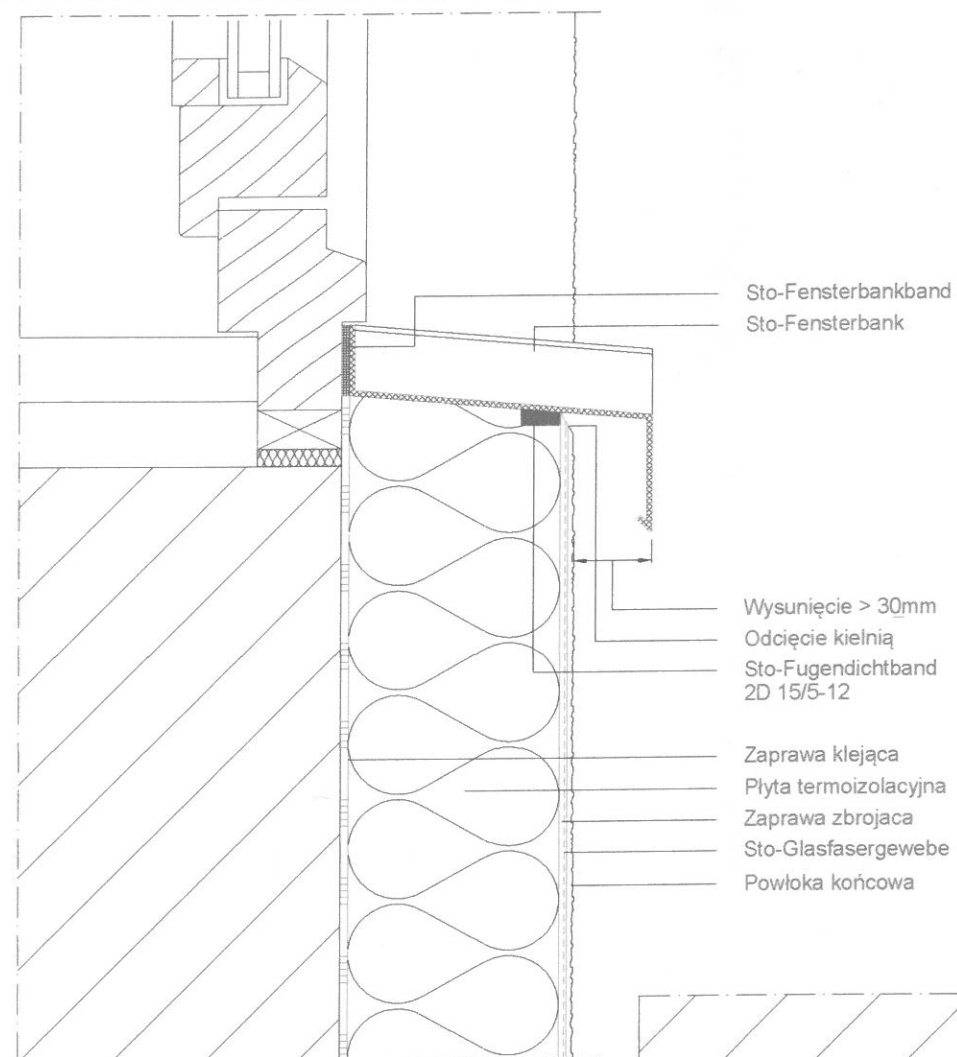 Sto-Fensterbankband
Sto-Fensterbank
Wysunięcie > 30mm
Odcięcie kielnią
Sto-Fugendichtband
2D 15/5-12
Zaprawa klejąca
Płyta termoizolacyjna
Zaprawa zbrojaca
Sto-Glasfasergewebe
Powłoka końcowa